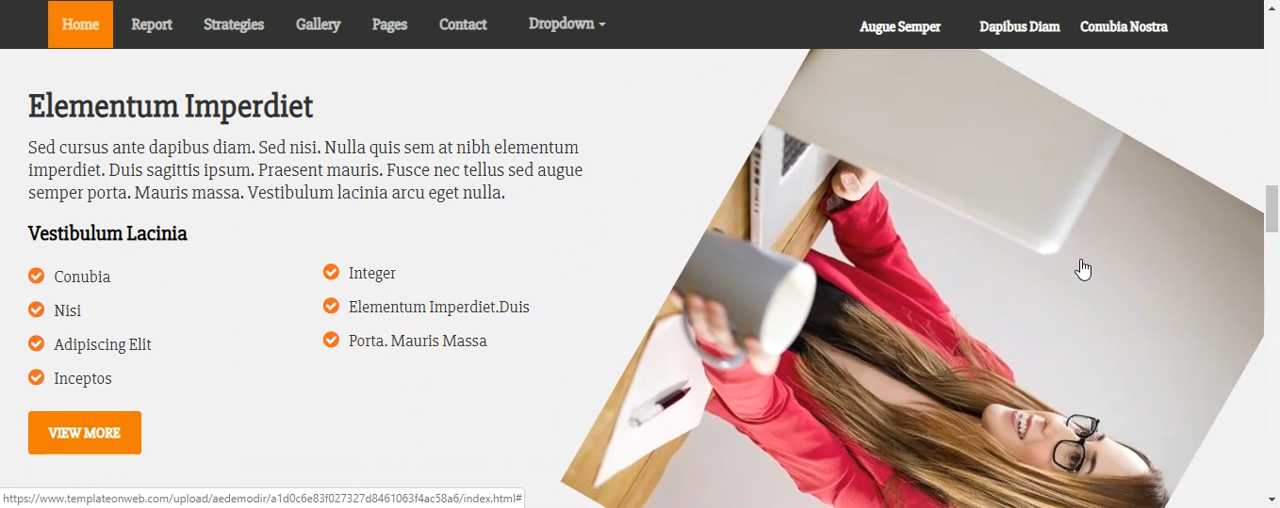 Home Report Strategies Gallery Pages Contact Dropdown Augue Semper Dapibus Diam Conubia Nostra
Elementum Imperdiet
Sed cursus ante dapibus diam. Sed nisi. Nulla quis sem at nibh elementum
imperdiet. Duis sagittis ipsum. Praesent mauris. Fusce nec tellus sed augue
semper porta. Mauris massa. Vestibulum lacinia arcu eget nulla.
Vestibulum Lacinia
Conubia
Nisi
Adipiscing Elit
Inceptos
Integer
Elementum Imperdiet.Duis
Porta. Mauris Massa
VIEW MORE
https://www.templateonweb.com/upload/aedemodir/a1d0c6e83f027327d8461063f4ac58a6/index.html#